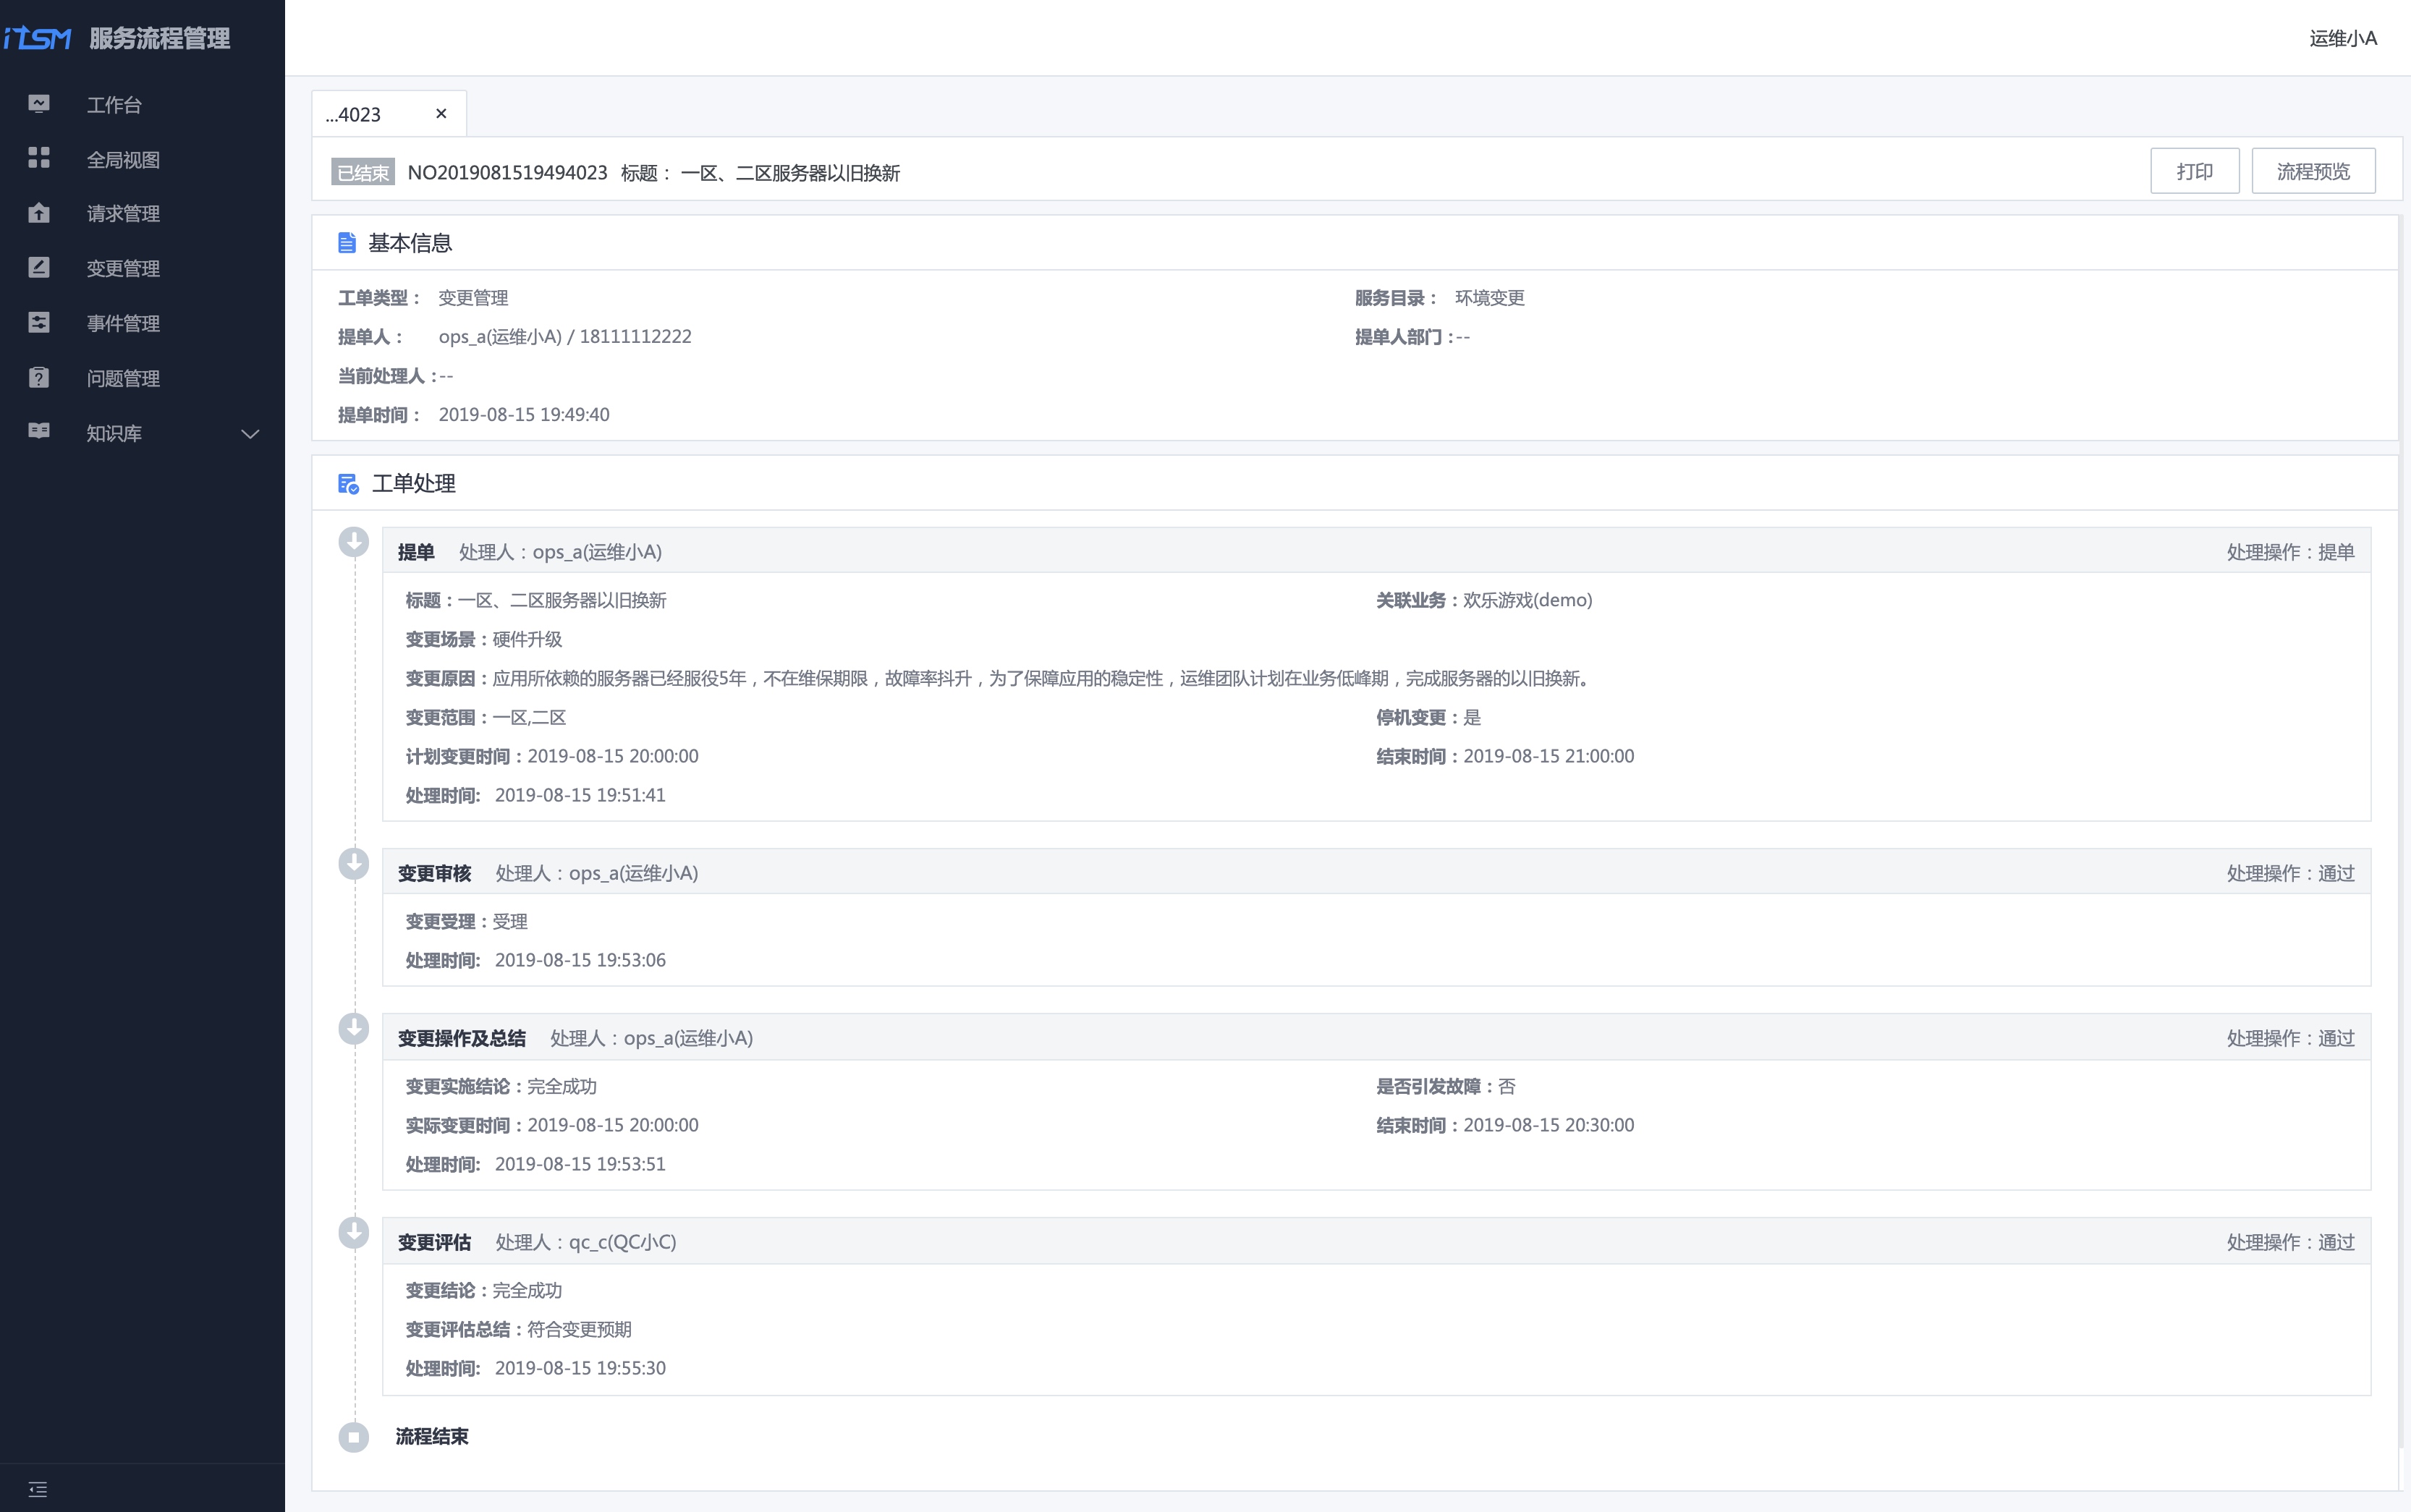 iTSM 服务流程管理
运维小A
工作台
全局视图
请求管理
变更管理
事件管理
问题管理
知识库
...4023 ×
已结束 NO2019081519494023 标题： 一区、二区服务器以旧换新 打印 流程预览
基本信息
工单类型： 变更管理 服务目录： 环境变更
提单人： ops_a(运维小A) / 18111112222 提单人部门：--
当前处理人：--
提单时间： 2019-08-15 19:49:40
工单处理
提单 处理人：ops_a(运维小A) 处理操作：提单
标题：一区、二区服务器以旧换新 关联业务：欢乐游戏(demo)
变更场景：硬件升级
变更原因：应用所依赖的服务器已经服役5年，不在维保期限，故障率抖升，为了保障应用的稳定性，运维团队计划在业务低峰期，完成服务器的以旧换新。
变更范围：一区,二区 停机变更：是
计划变更时间：2019-08-15 20:00:00 结束时间：2019-08-15 21:00:00
处理时间: 2019-08-15 19:51:41
变更审核 处理人：ops_a(运维小A) 处理操作：通过
变更受理：受理
处理时间: 2019-08-15 19:53:06
变更操作及总结 处理人：ops_a(运维小A) 处理操作：通过
变更实施结论：完全成功 是否引发故障：否
实际变更时间：2019-08-15 20:00:00 结束时间：2019-08-15 20:30:00
处理时间: 2019-08-15 19:53:51
变更评估 处理人：qc_c(QC小C) 处理操作：通过
变更结论：完全成功
变更评估总结：符合变更预期
处理时间: 2019-08-15 19:55:30
流程结束